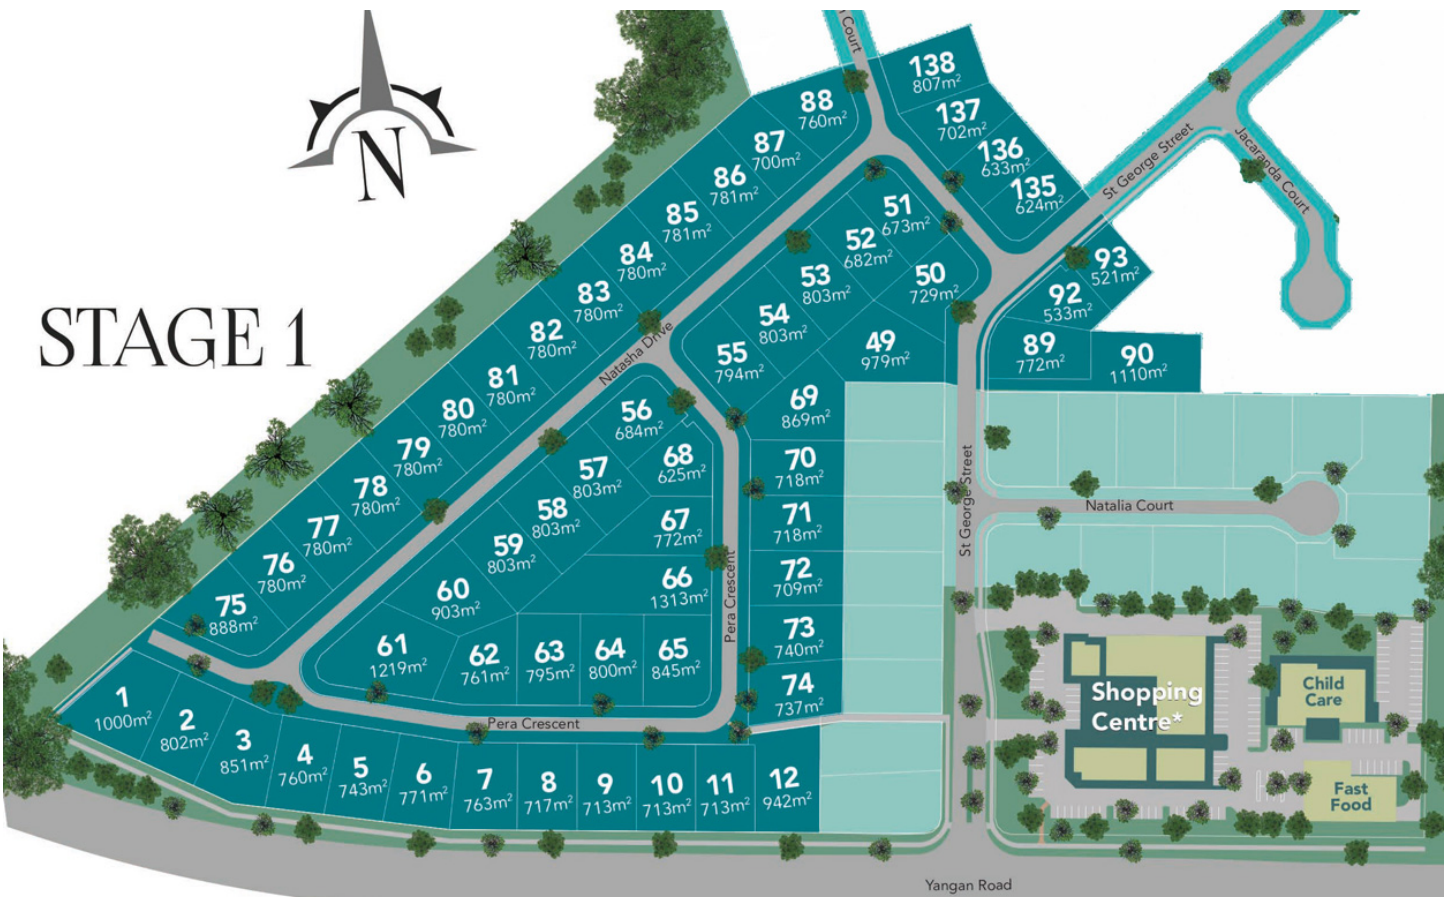 N
STAGE 1
Court
138
807m²
137
702m²
136
633m²
135
624m²
88
760m²
87
700m²
86
781m²
85
781m²
84
780m²
83
780m²
82
780m²
81
780m²
80
780m²
79
780m²
78
780m²
77
780m²
76
780m²
75
888m²
51
673m²
52
682m²
53
803m²
54
803m²
55
794m²
50
729m²
49
979m²
93
521m²
92
533m²
89
772m²
90
1110m²
St George Street
Jacaranda Court
Natasha Drive
56
684m²
57
803m²
58
803m²
59
803m²
60
903m²
61
1219m²
62
761m²
63
795m²
64
800m²
65
845m²
66
1313m²
67
772m²
68
625m²
69
869m²
70
718m²
71
718m²
72
709m²
73
740m²
74
737m²
Pera Crescent
Pera Crescent
St George Street
Natalia Court
1
1000m²
2
802m²
3
851m²
4
760m²
5
743m²
6
771m²
7
763m²
8
717m²
9
713m²
10
713m²
11
713m²
12
942m²
Shopping
Centre*
Child
Care
Fast
Food
Yangan Road